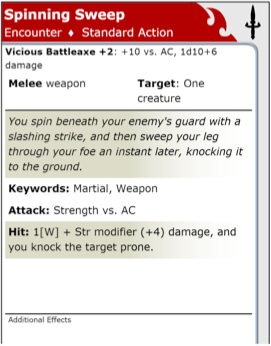 Spinning Sweep
Encounter ♦ Standard Action
Vicious Battleaxe +2: +10 vs. AC, 1d10+6
damage
Melee weapon Target: One
creature
You spin beneath your enemy's guard with a
slashing strike, and then sweep your leg
through your foe an instant later, knocking it
to the ground.
Keywords: Martial, Weapon
Attack: Strength vs. AC
Hit: 1[W] + Str modifier (+4) damage, and
you knock the target prone.
Additional Effects